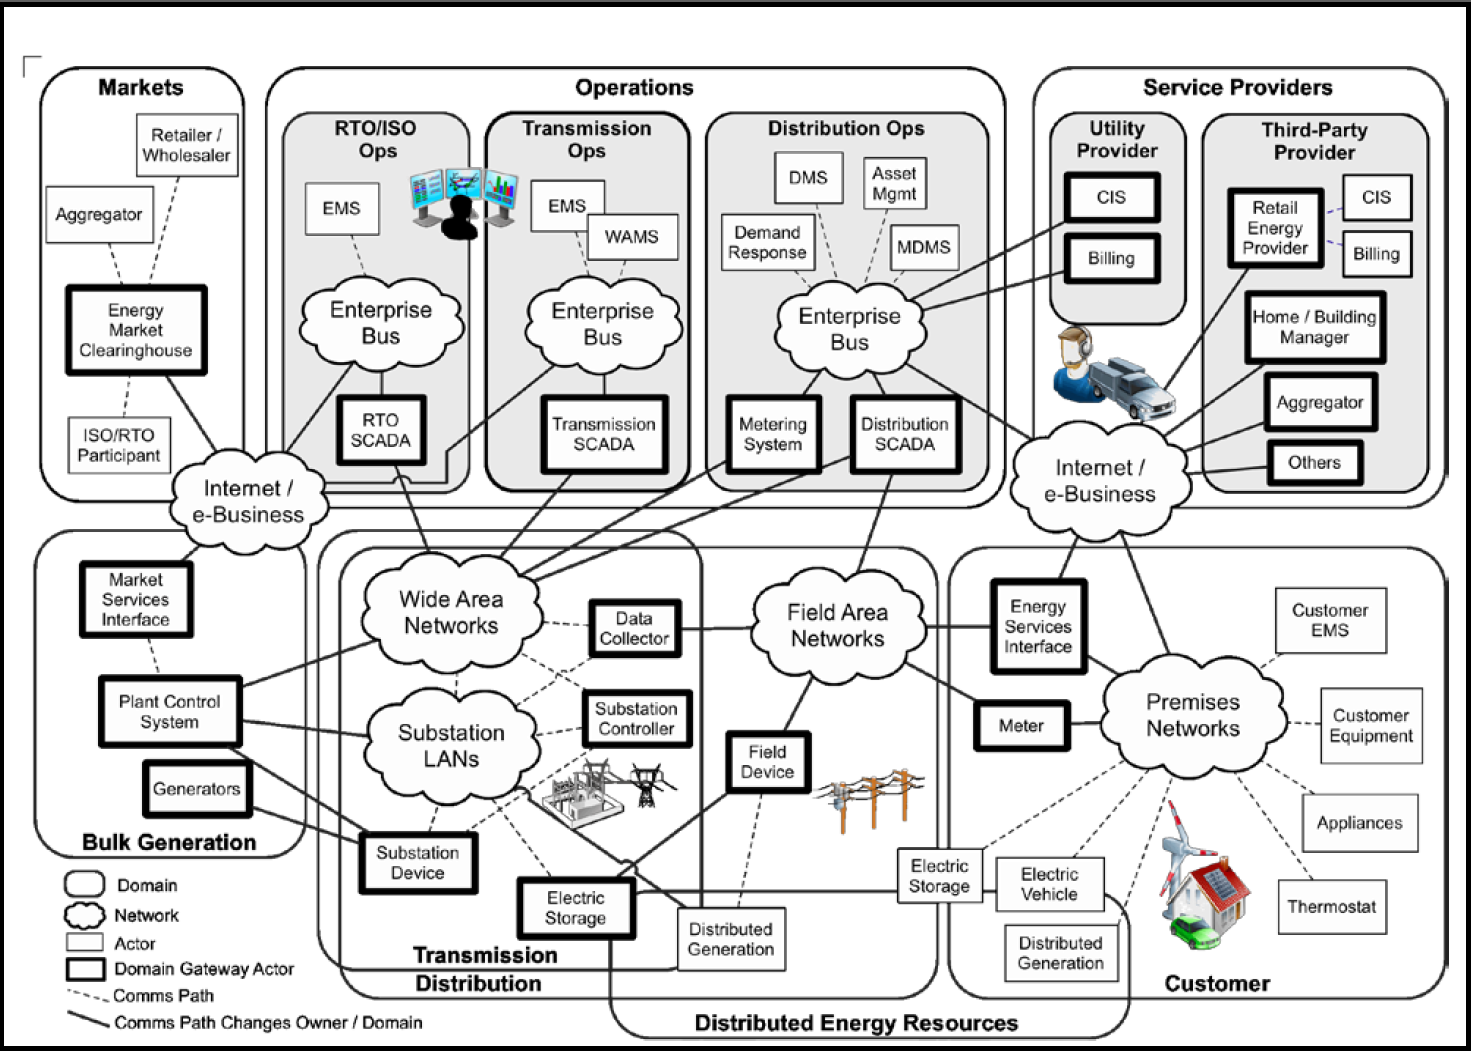 Markets
Retailer /
Wholesaler
Aggregator
Energy
Market
Clearinghouse
ISO/RTO
Participant
Internet /
e-Business
Operations
RTO/ISO
Ops
EMS
Enterprise
Bus
RTO
SCADA
Transmission
Ops
EMS
WAMS
Enterprise
Bus
Transmission
SCADA
Distribution Ops
DMS
Asset
Mgmt
Demand
Response
MDMS
Enterprise
Bus
Metering
System
Distribution
SCADA
Service Providers
Utility
Provider
CIS
Billing
Third-Party
Provider
Retail
Energy
Provider
CIS
Billing
Home / Building
Manager
Aggregator
Others
Internet /
e-Business
Market
Services
Interface
Plant Control
System
Generators
Bulk Generation
Wide Area
Networks
Data
Collector
Substation
LANs
Substation
Controller
Substation
Device
Electric
Storage
Transmission
Distribution
Field Area
Networks
Field
Device
Distributed
Generation
Energy
Services
Interface
Meter
Premises
Networks
Customer
EMS
Customer
Equipment
Appliances
Thermostat
Electric
Storage
Electric
Vehicle
Distributed
Generation
Customer
Distributed Energy Resources
Domain
Network
Actor
Domain Gateway Actor
Comms Path
Comms Path Changes Owner / Domain